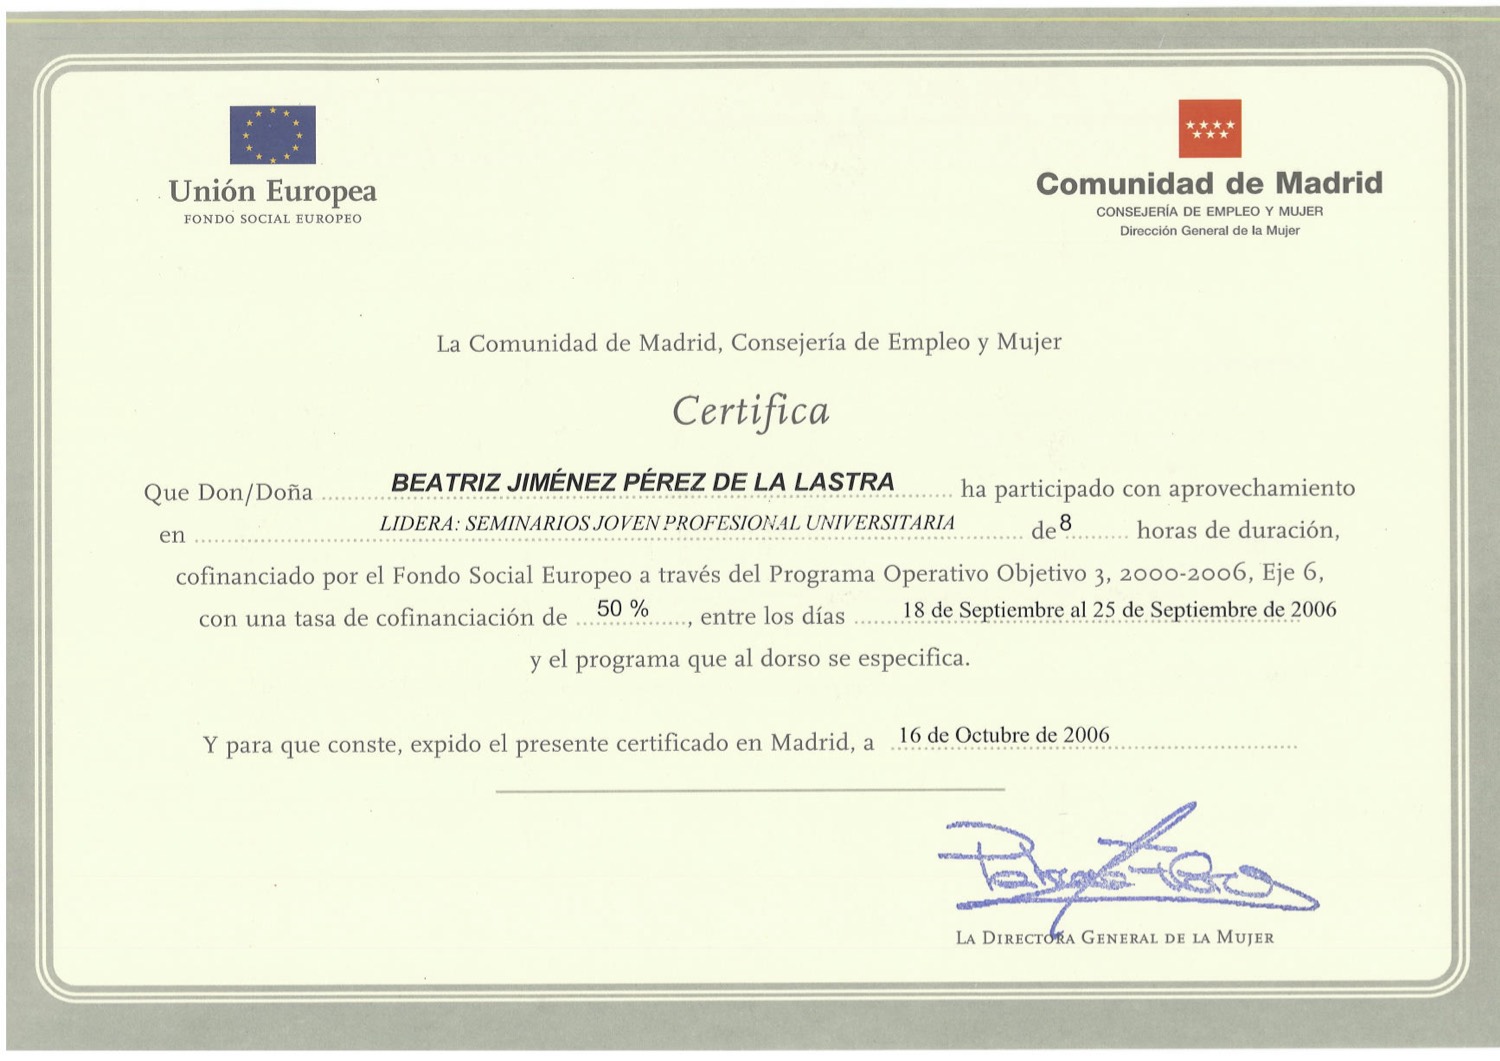 Unión Europea
FONDO SOCIAL EUROPEO
Comunidad de Madrid
CONSEJERÍA DE EMPLEO Y MUJER
Dirección General de la Mujer
La Comunidad de Madrid, Consejería de Empleo y Mujer
Certifica
Que Don/Doña BEATRIZ JIMÉNEZ PÉREZ DE LA LASTRA ha participado con aprovechamiento
en LIDERA: SEMINARIOS JOVEN PROFESIONAL UNIVERSITARIA de 8 horas de duración,
cofinanciado por el Fondo Social Europeo a través del Programa Operativo Objetivo 3, 2000-2006, Eje 6,
con una tasa de cofinanciación de 50 %, entre los días 18 de Septiembre al 25 de Septiembre de 2006
y el programa que al dorso se especifica.
Y para que conste, expido el presente certificado en Madrid, a 16 de Octubre de 2006
LA DIRECTORA GENERAL DE LA MUJER